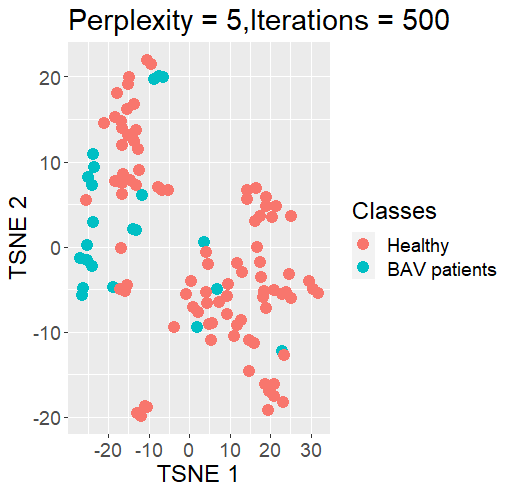 Perplexity = 5,Iterations = 500
20
10
0
-10
-20
TSNE 2
-20 -10 0 10 20 30
TSNE 1
Classes
Healthy
BAV patients